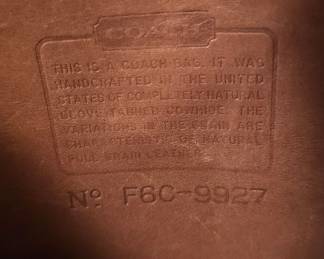 COACH
THIS IS A COACH BAG. IT WAS
HANDCRAFTED IN THE UNITED
STATES OF COMPLETELY NATURAL
GLOVE TANNED COWHIDE. THE
VARIATIONS IN THE GRAIN ARE
CHARACTERISTIC OF NATURAL
FULL GRAIN LEATHER.
Nº F6C-9927